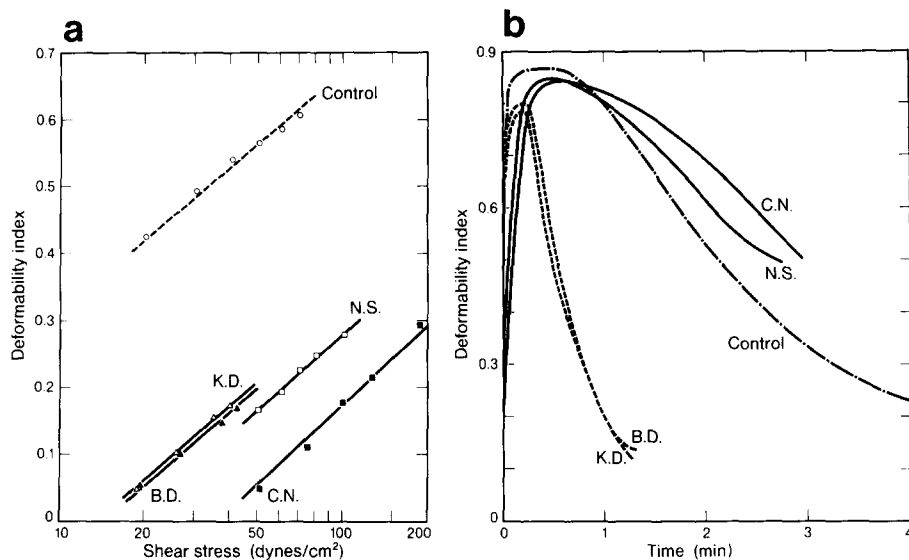 a
0.7
0.6
0.5
0.4
0.3
0.2
0.1
0
Deformability index
Control
N.S.
K.D.
B.D.
C.N.
10
20
50
100
200
Shear stress (dynes/cm²)
b
0.9
0.6
0.3
0.0
Deformability index
C.N.
N.S.
Control
B.D.
K.D.
0
1
2
3
4
Time (min)